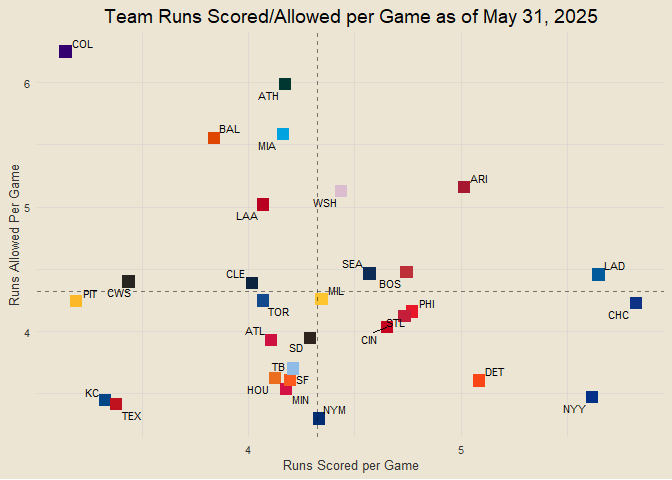 Team Runs Scored/Allowed per Game as of May 31, 2025
COL
6
ATH
BAL
MIA
ARI
WSH
5
LAA
SEA
LAD
CLE
BOS
PIT
CWS
MIL
TOR
PHI
CHC
STL
4
ATL
CIN
SD
TB
SF
DET
HOU
KC
MIN
NYY
NYM
TEX
4
5
Runs Scored per Game
Runs Allowed Per Game